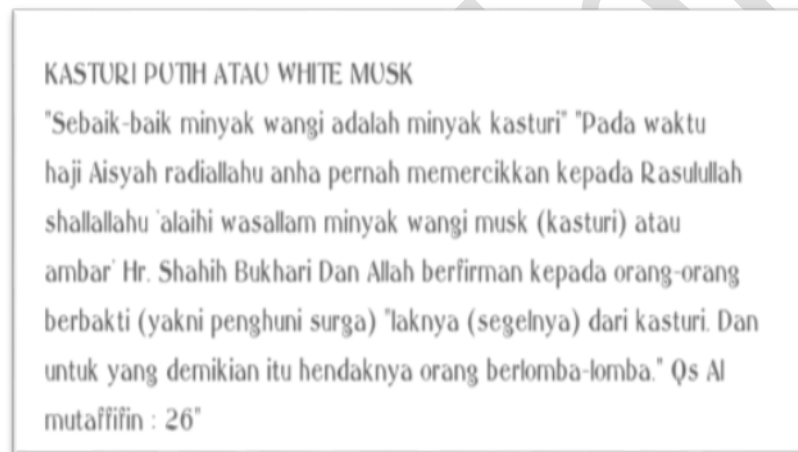 KASTURI PUTIH ATAU WHITE MUSK
"Sebaik-baik minyak wangi adalah minyak kasturi" "Pada waktu
haji Aisyah radiallahu anha pernah memercikkan kepada Rasulullah
shallallahu `alaihi wasallam minyak wangi musk (kasturi) atau
ambar' Hr. Shahih Bukhari Dan Allah berfirman kepada orang-orang
berbakti (yakni penghuni surga) "laknya (segelnya) dari kasturi. Dan
untuk yang demikian itu hendaknya orang berlomba-lomba." Qs Al
mutaffifin : 26"